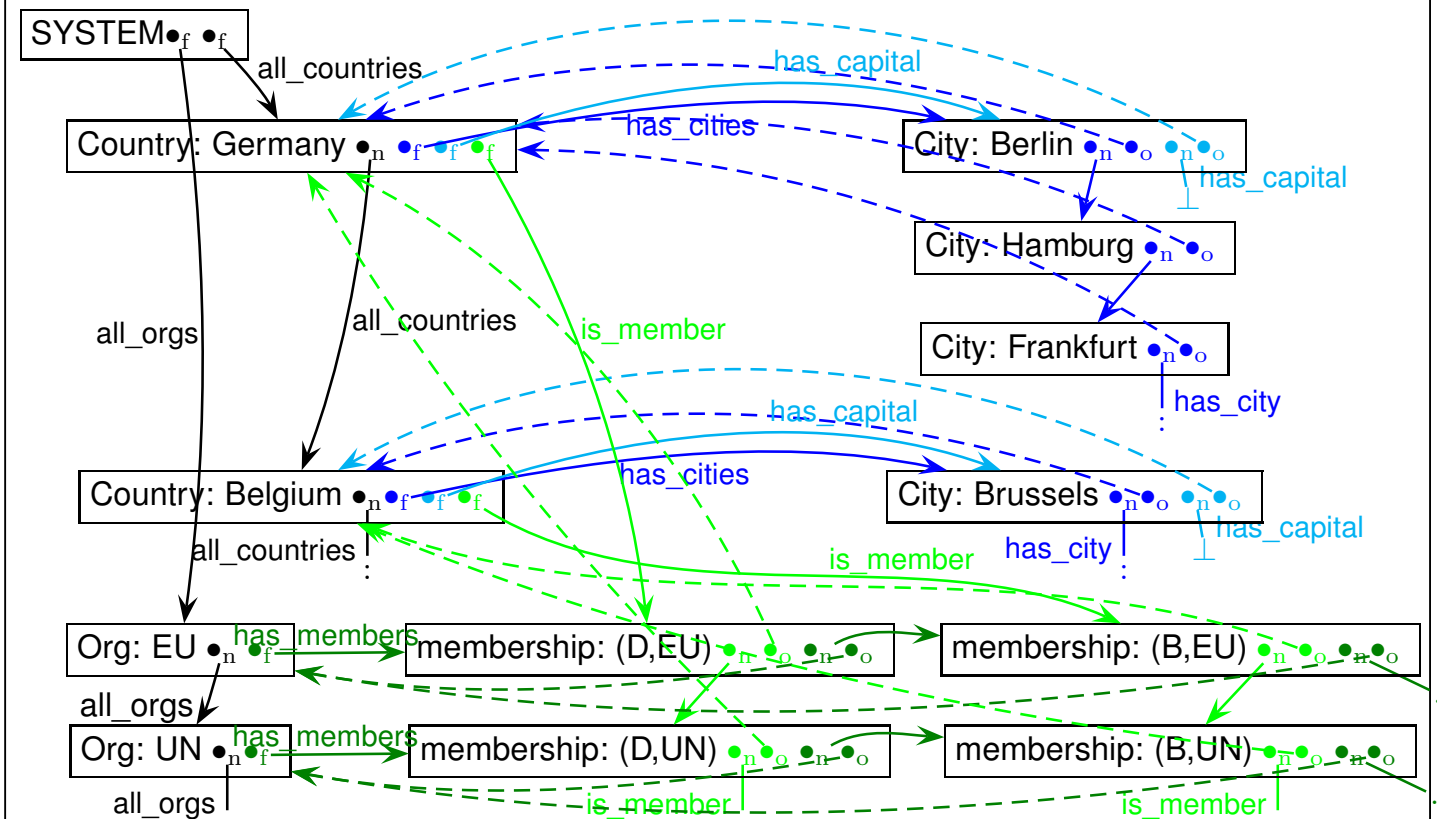 SYSTEM●f ●f
all_countries
has_capital
has_cities
Country: Germany ●n ●f ●f ●f
City: Berlin ●n ●o ●n ●o
has_capital
⊥
City: Hamburg ●n ●o
all_orgs
all_countries
is_member
City: Frankfurt ●n ●o
has_city
⋮
has_capital
has_cities
Country: Belgium ●n ●f ●f ●f
City: Brussels ●n ●o ●n ●o
all_countries
⋮
is_member
has_city
⋮
has_capital
⊥
Org: EU ●n ●f
has_members
membership: (D,EU) ●n ●o ●n ●o
membership: (B,EU) ●n ●o ●n ●o
all_orgs
Org: UN ●n ●f
has_members
membership: (D,UN) ●n ●o ●n ●o
membership: (B,UN) ●n ●o ●n ●o
all_orgs
is_member
is_member